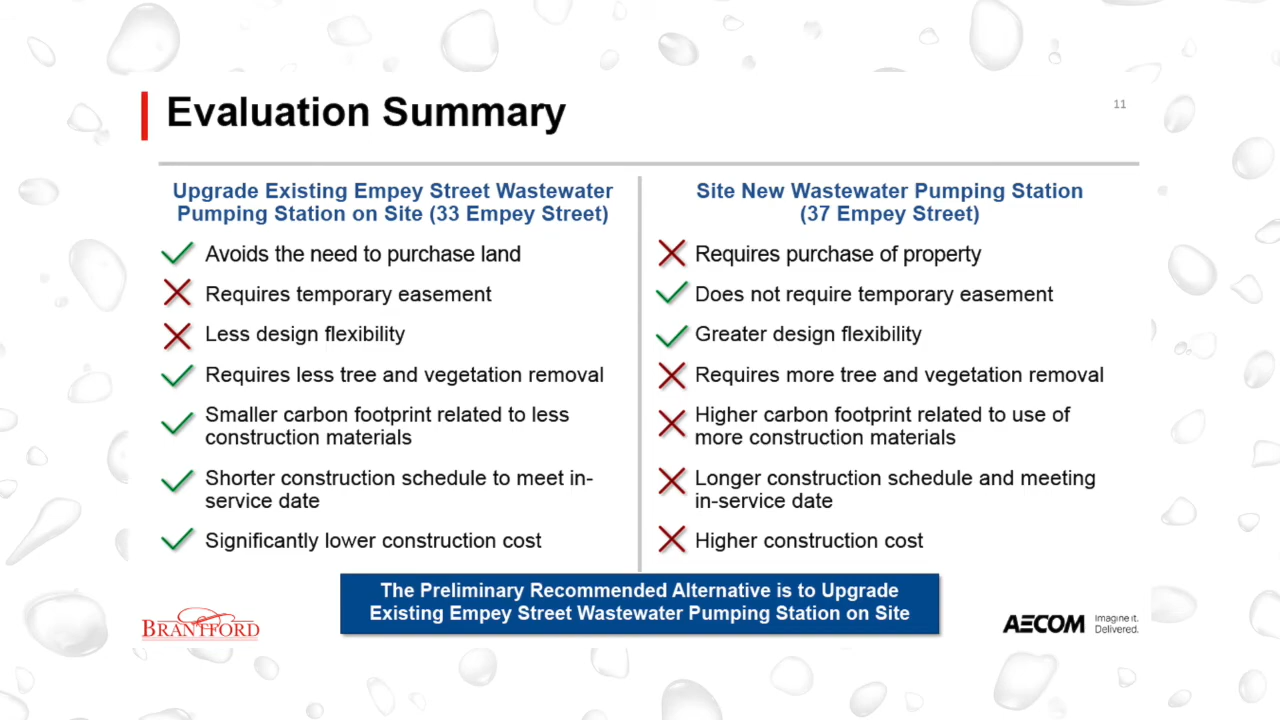 Evaluation Summary
11
Upgrade Existing Empey Street Wastewater
Pumping Station on Site (33 Empey Street)
Avoids the need to purchase land
Requires temporary easement
Less design flexibility
Requires less tree and vegetation removal
Smaller carbon footprint related to less
construction materials
Shorter construction schedule to meet in-
service date
Significantly lower construction cost
Site New Wastewater Pumping Station
(37 Empey Street)
Requires purchase of property
Does not require temporary easement
Greater design flexibility
Requires more tree and vegetation removal
Higher carbon footprint related to use of
more construction materials
Longer construction schedule and meeting
in-service date
Higher construction cost
The Preliminary Recommended Alternative is to Upgrade
Existing Empey Street Wastewater Pumping Station on Site
BRANTFORD
AECOM
Imagine it.
Delivered.